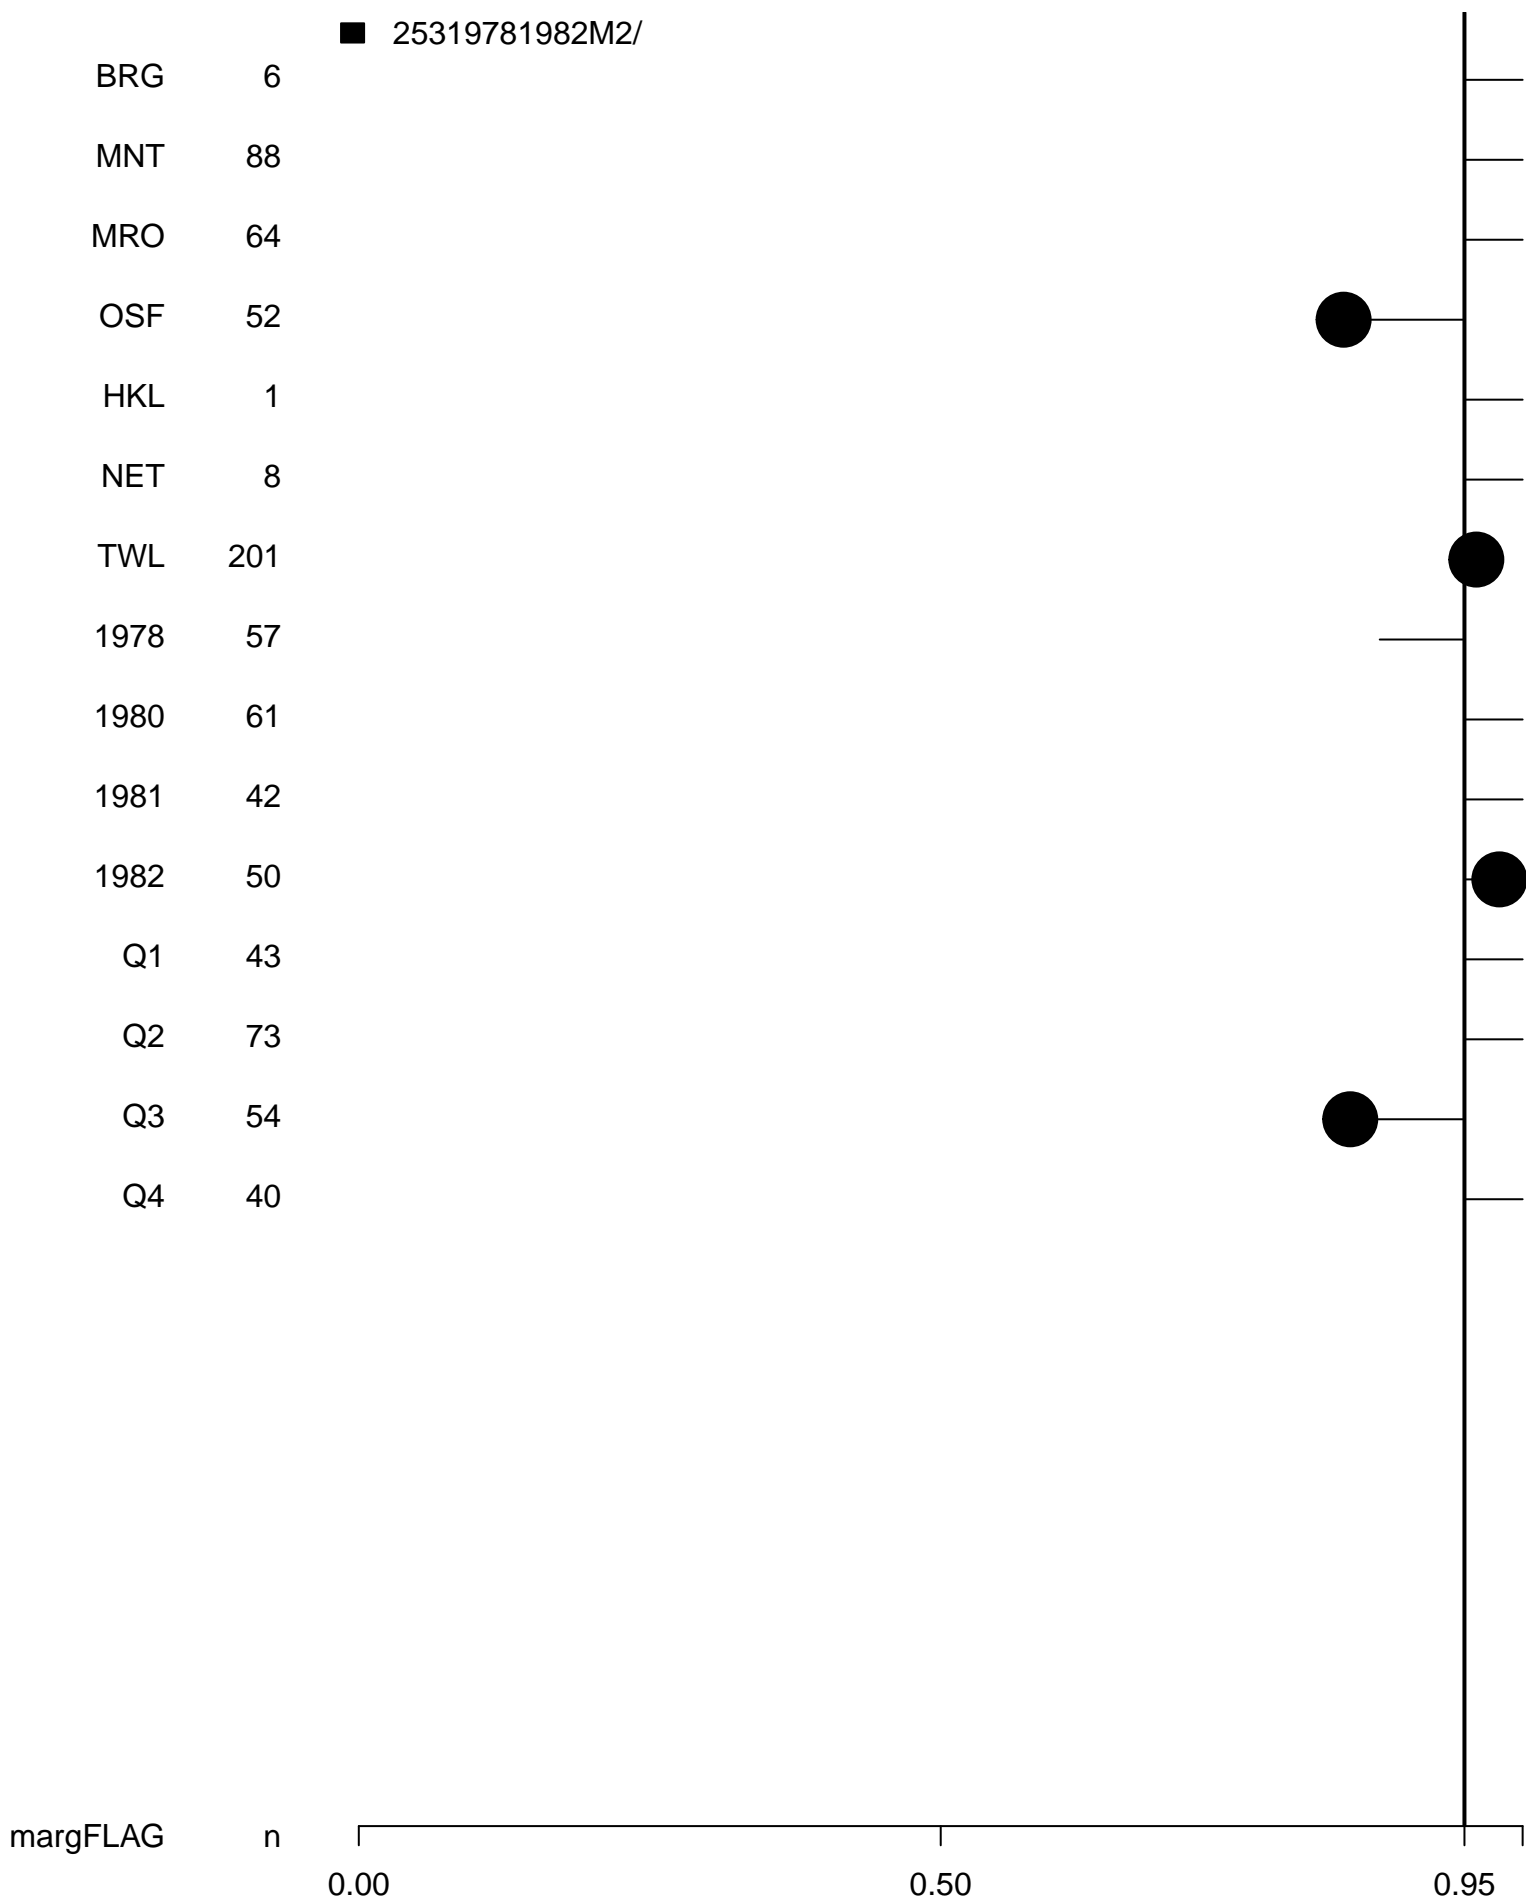 25319781982M2/
BRG 6
MNT 88
MRO 64
OSF 52
HKL 1
NET 8
TWL 201
1978 57
1980 61
1981 42
1982 50
Q1 43
Q2 73
Q3 54
Q4 40
margFLAG n
0.00 0.50 0.95